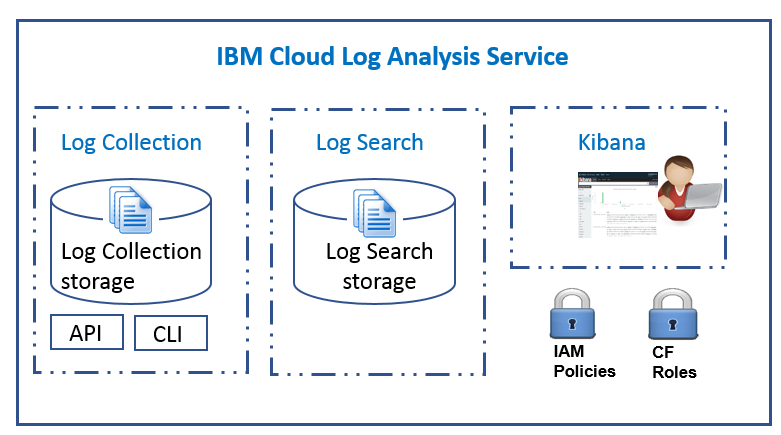 IBM Cloud Log Analysis Service
Log Collection
Log Collection
storage
API
CLI
Log Search
Log Search
storage
Kibana
IAM
Policies
CF
Roles